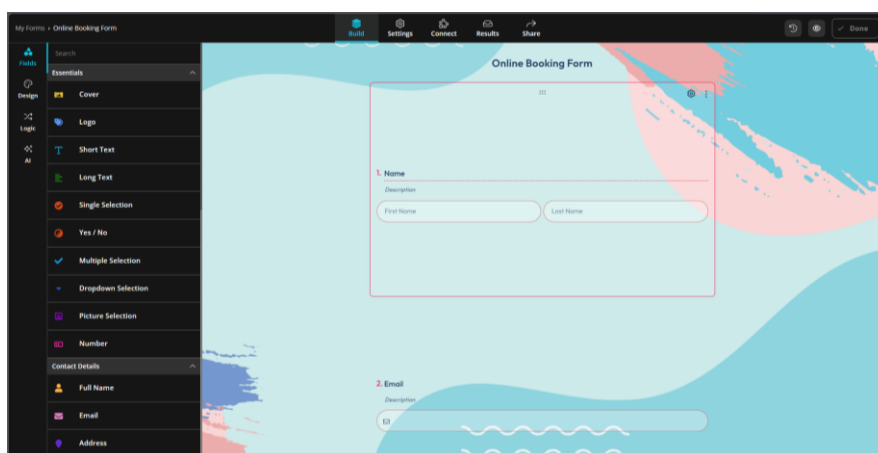 My Forms › Online Booking Form
Build
Settings
Connect
Results
Share
Done
Fields
Design
Logic
AI
Search
Essentials
Cover
Logo
Short Text
Long Text
Single Selection
Yes / No
Multiple Selection
Dropdown Selection
Picture Selection
Number
Contact Details
Full Name
Email
Address
Online Booking Form
1. Name
Description
First Name Last Name
2. Email
Description